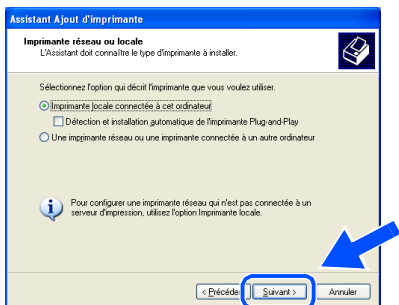 Assistant Ajout d'imprimante
Imprimante réseau ou locale
L'Assistant doit connaître le type d'imprimante à installer.
Sélectionnez l'option qui décrit l'imprimante que vous voulez utiliser.
Imprimante locale connectée à cet ordinateur
Détection et installation automatique de l'imprimante Plug-and-Play
Une imprimante réseau ou une imprimante connectée à un autre ordinateur
Pour configurer une imprimante réseau qui n'est pas connectée à un
serveur d'impression, utilisez l'option Imprimante locale.
< Précéde Suivant > Annuler